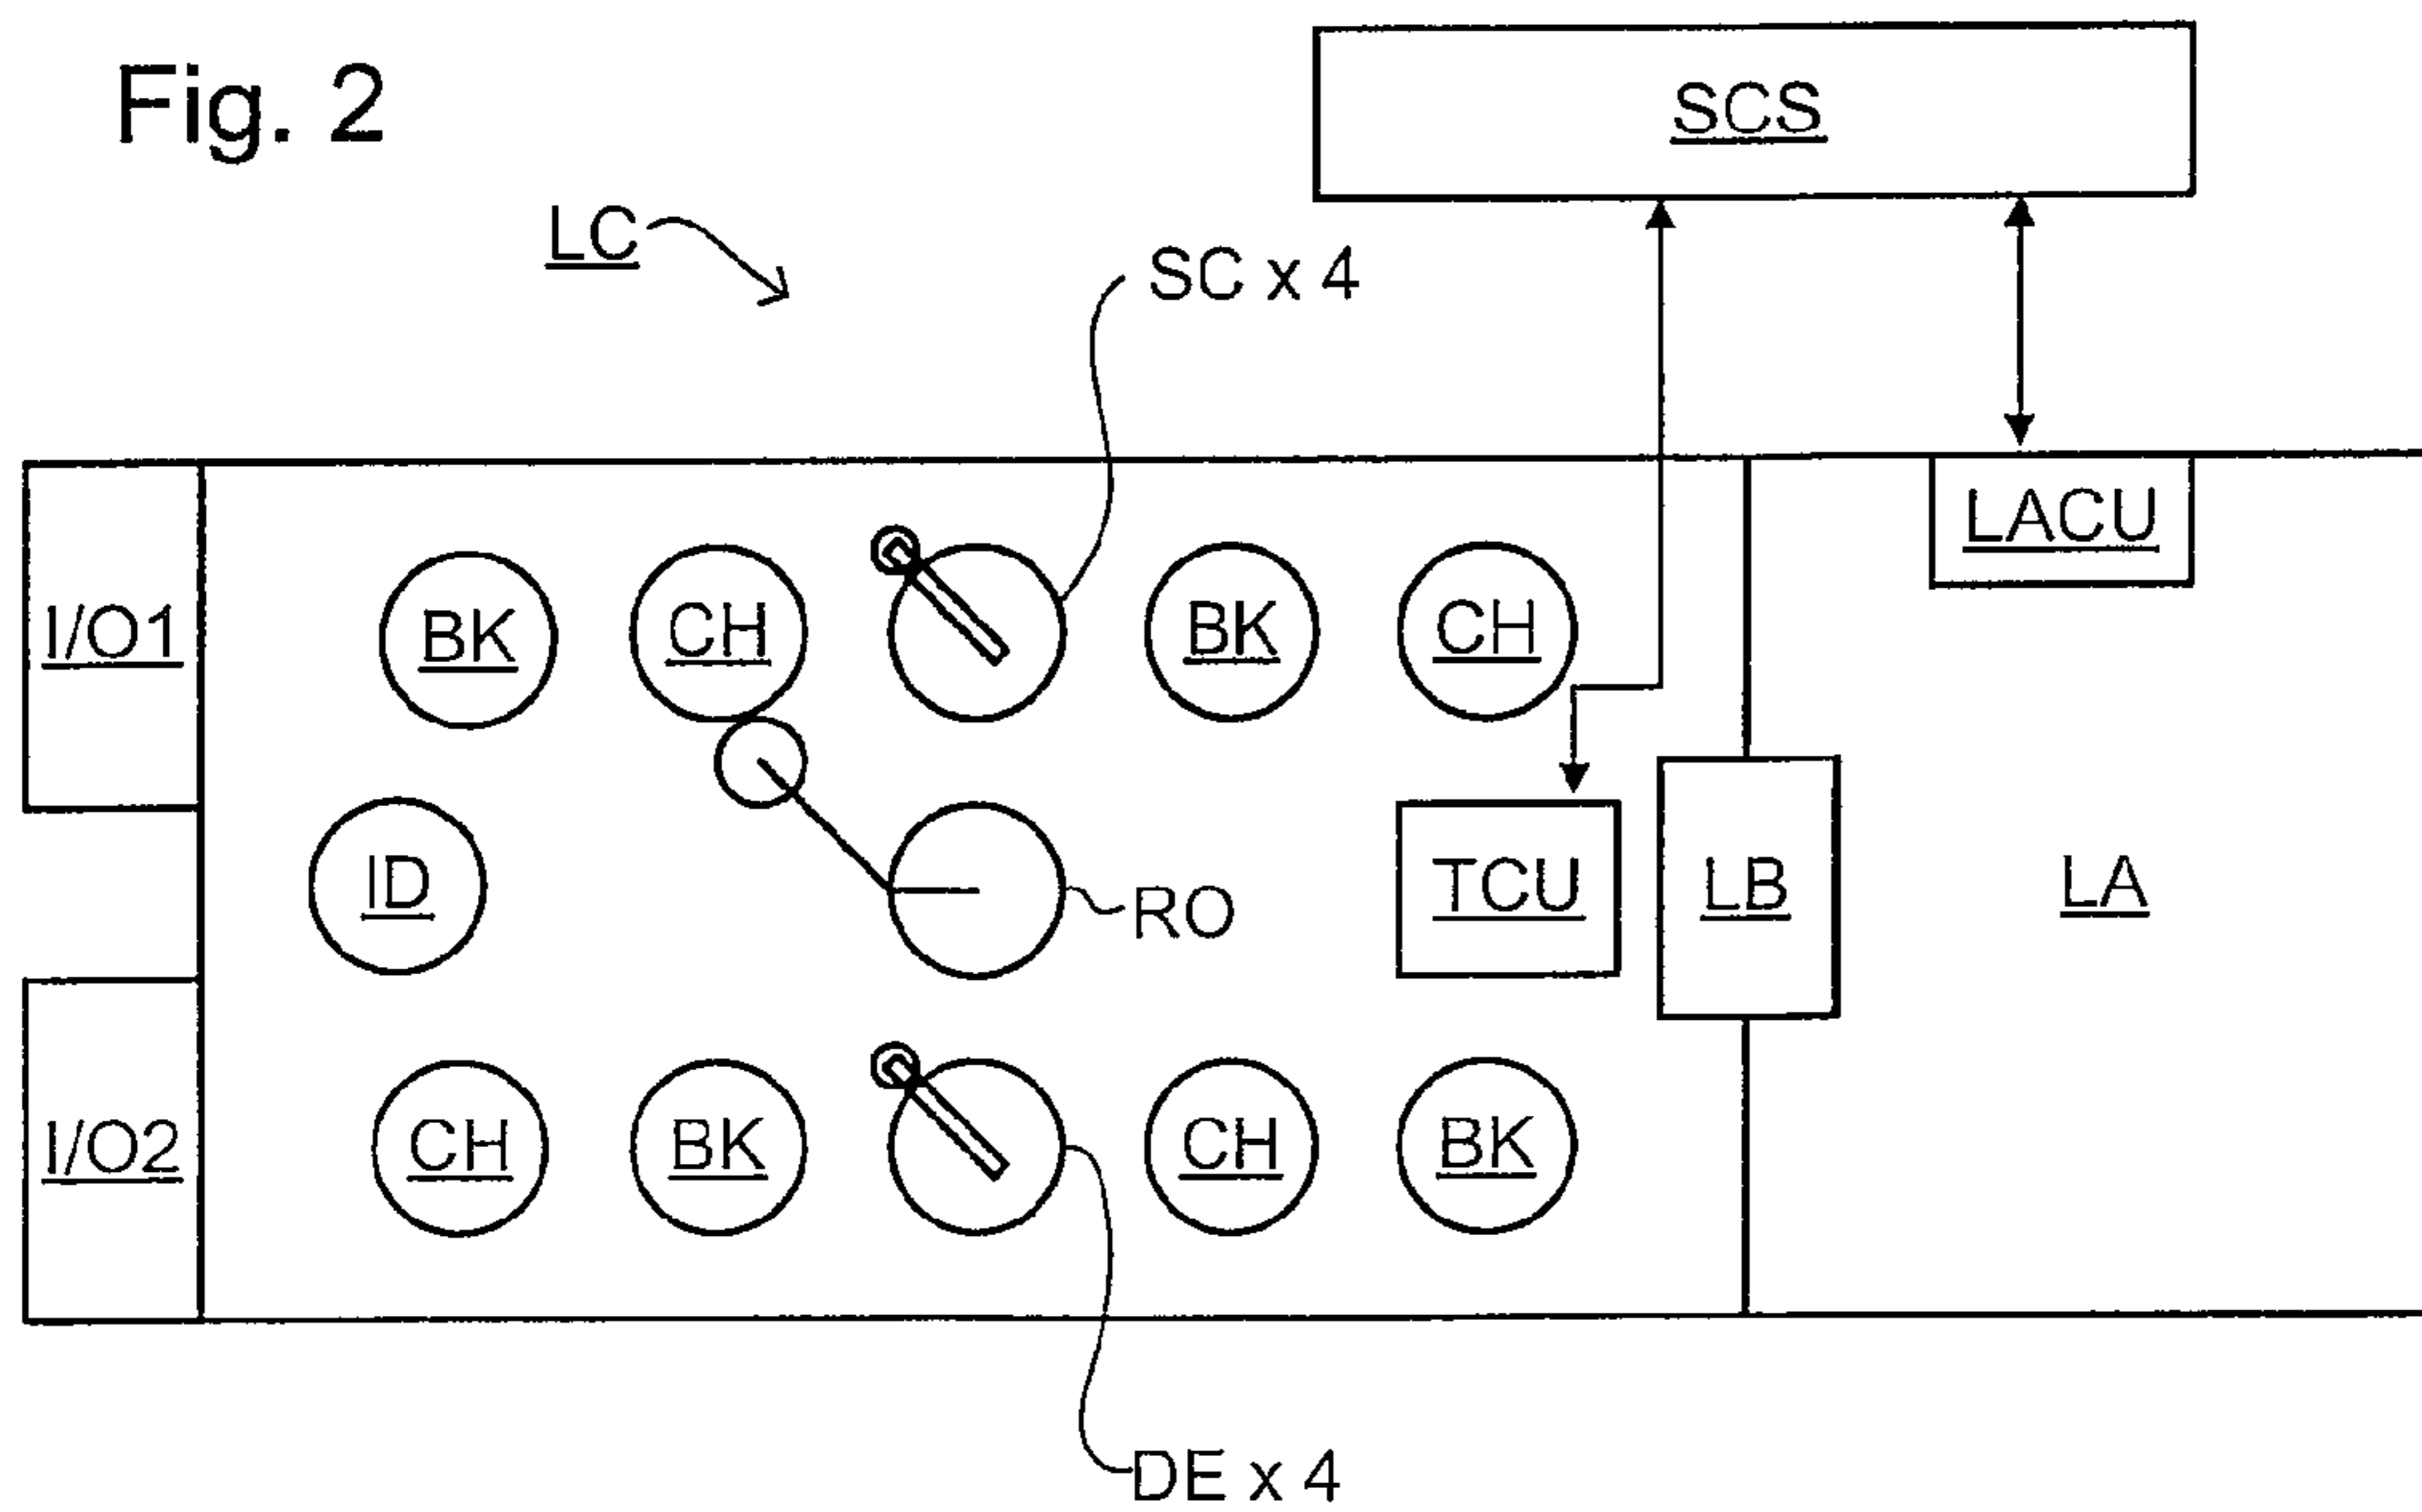 Fig. 2
SCS
LC
SC x 4
LACU
I/O1
BK
CH
BK
CH
ID
RO
TCU
LB
LA
I/O2
CH
BK
CH
BK
DE x 4